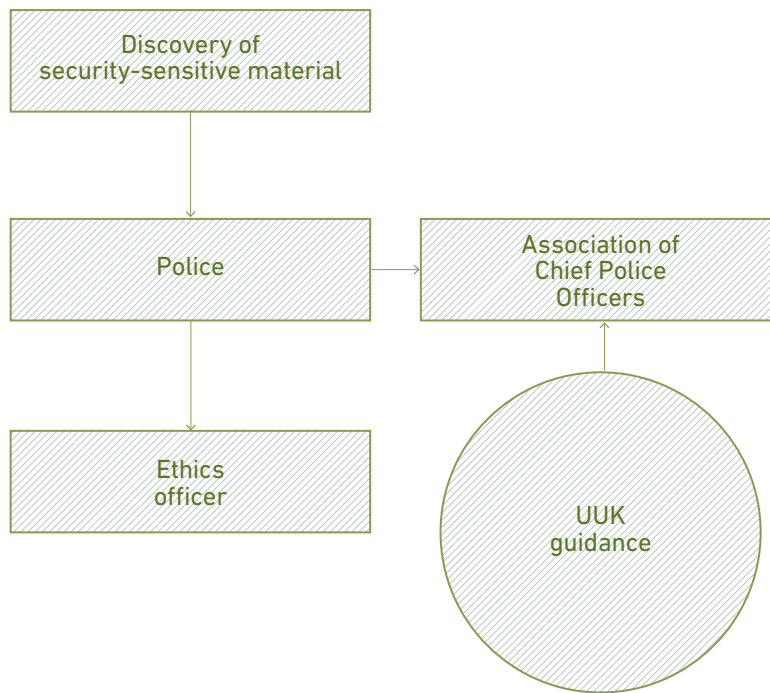 Discovery of
security-sensitive material
Police
Association of
Chief Police
Officers
Ethics
officer
UUK
guidance